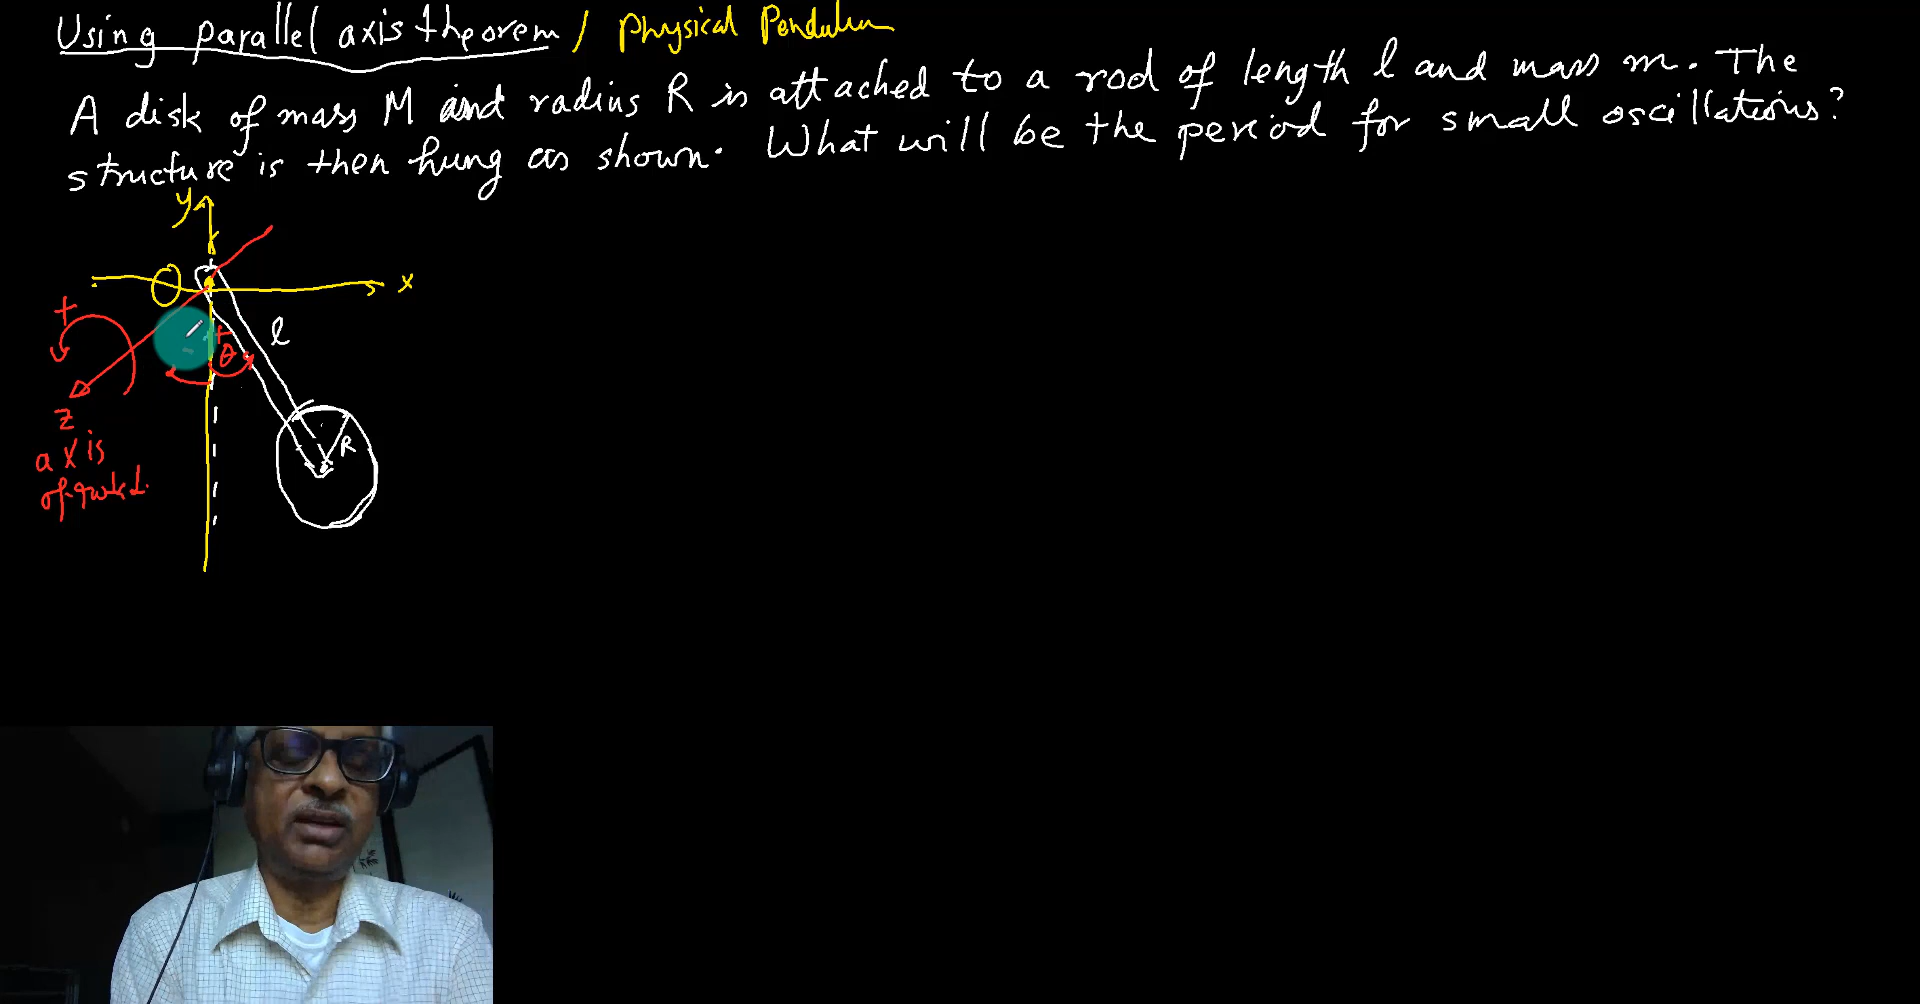 Using parallel axis theorem / Physical Pendulum
A disk of mass M and radius R is attached to a rod of length l and mass m. The
structure is then hung as shown. What will be the period for small oscillations?
y
x
+
l
+
θ
z
R
axis
of